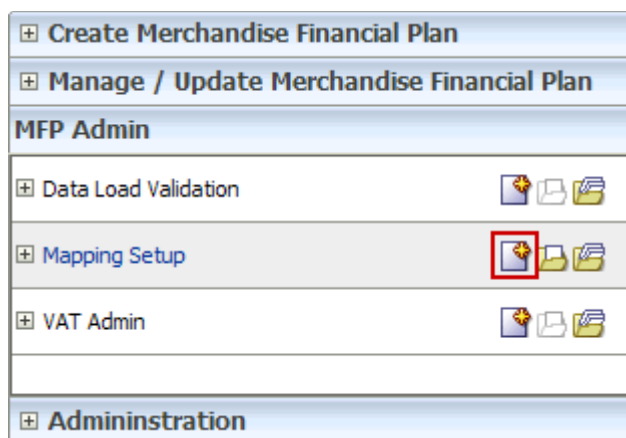 Create Merchandise Financial Plan
Manage / Update Merchandise Financial Plan
MFP Admin
Data Load Validation
Mapping Setup
VAT Admin
Admininstration